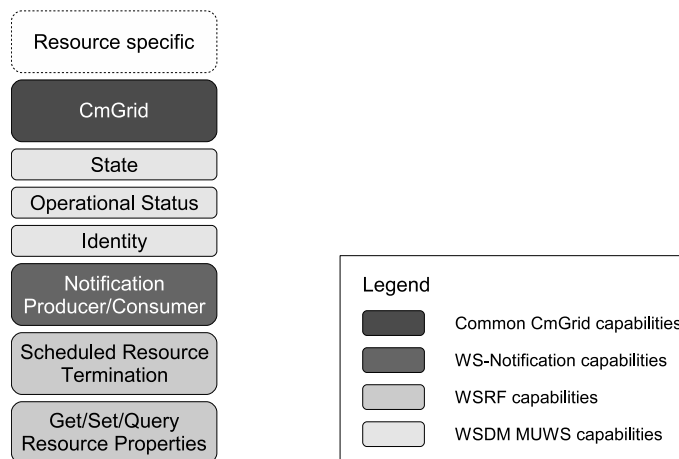 Resource specific
CmGrid
State
Operational Status
Identity
Notification
Producer/Consumer
Scheduled Resource
Termination
Get/Set/Query
Resource Properties
Legend
Common CmGrid capabilities
WS-Notification capabilities
WSRF capabilities
WSDM MUWS capabilities